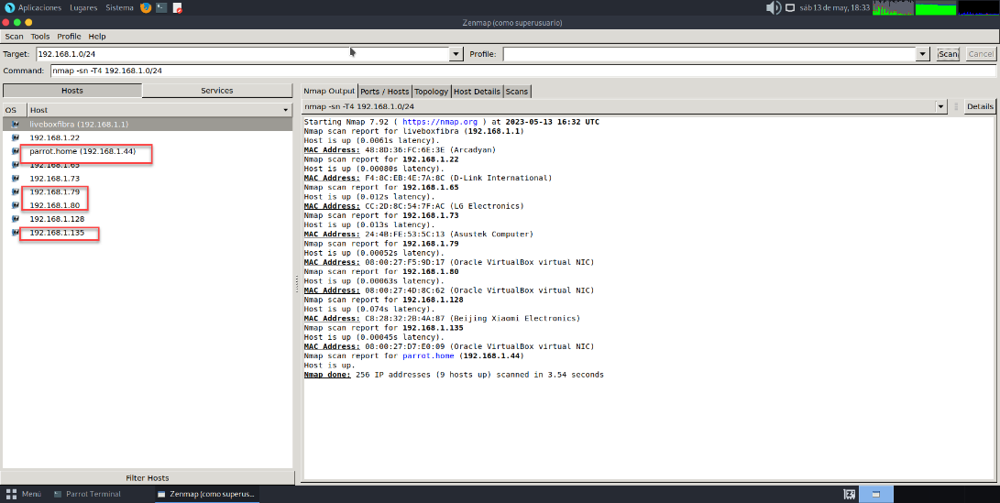 Aplicaciones Lugares Sistema sáb 13 de may, 18:33
Zenmap (como superusuario)
Scan Tools Profile Help
Target: 192.168.1.0/24 Profile: Scan Cancel
Command: nmap -sn -T4 192.168.1.0/24
Hosts Services
OS Host
liveboxfibra (192.168.1.1)
192.168.1.22
parrot.home (192.168.1.44)
192.168.1.65
192.168.1.73
192.168.1.79
192.168.1.80
192.168.1.128
192.168.1.135
Filter Hosts
Nmap Output Ports / Hosts Topology Host Details Scans
nmap -sn -T4 192.168.1.0/24 Details
Starting Nmap 7.92 ( https://nmap.org ) at 2023-05-13 16:32 UTC
Nmap scan report for liveboxfibra (192.168.1.1)
Host is up (0.0061s latency).
MAC Address: 48:8D:36:FC:6E:3E (Arcadyan)
Nmap scan report for 192.168.1.22
Host is up (0.00080s latency).
MAC Address: F4:8C:EB:4E:7A:8C (D-Link International)
Nmap scan report for 192.168.1.65
Host is up (0.012s latency).
MAC Address: CC:2D:8C:54:7F:AC (LG Electronics)
Nmap scan report for 192.168.1.73
Host is up (0.013s latency).
MAC Address: 24:4B:FE:53:5C:13 (Asustek Computer)
Nmap scan report for 192.168.1.79
Host is up (0.00052s latency).
MAC Address: 08:00:27:F5:9D:17 (Oracle VirtualBox virtual NIC)
Nmap scan report for 192.168.1.80
Host is up (0.00063s latency).
MAC Address: 08:00:27:4D:8C:62 (Oracle VirtualBox virtual NIC)
Nmap scan report for 192.168.1.128
Host is up (0.074s latency).
MAC Address: C8:28:32:2B:4A:87 (Beijing Xiaomi Electronics)
Nmap scan report for 192.168.1.135
Host is up (0.00045s latency).
MAC Address: 08:00:27:D7:E0:09 (Oracle VirtualBox virtual NIC)
Nmap scan report for parrot.home (192.168.1.44)
Host is up.
Nmap done: 256 IP addresses (9 hosts up) scanned in 3.54 seconds
Menú Parrot Terminal Zenmap (como superus...